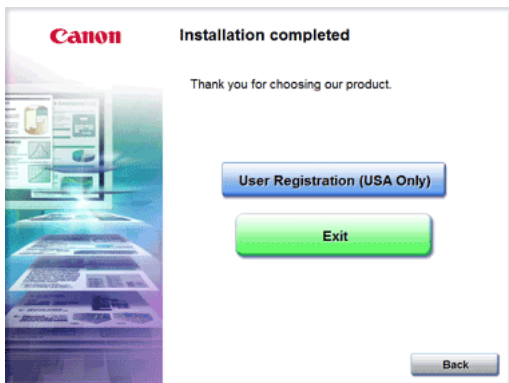 Canon
Installation completed
Thank you for choosing our product.
User Registration (USA Only)
Exit
Back